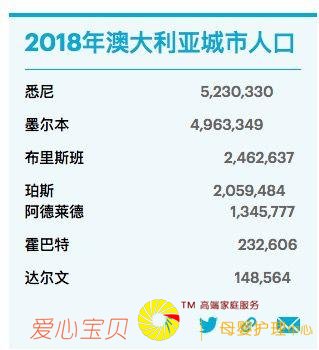 2018年澳大利亚城市人口
悉尼 5,230,330
墨尔本 4,963,349
布里斯班 2,462,637
珀斯 2,059,484
阿德莱德 1,345,777
霍巴特 232,606
达尔文 148,564
TM 高端家庭服务
爱心宝贝 母婴护理中心